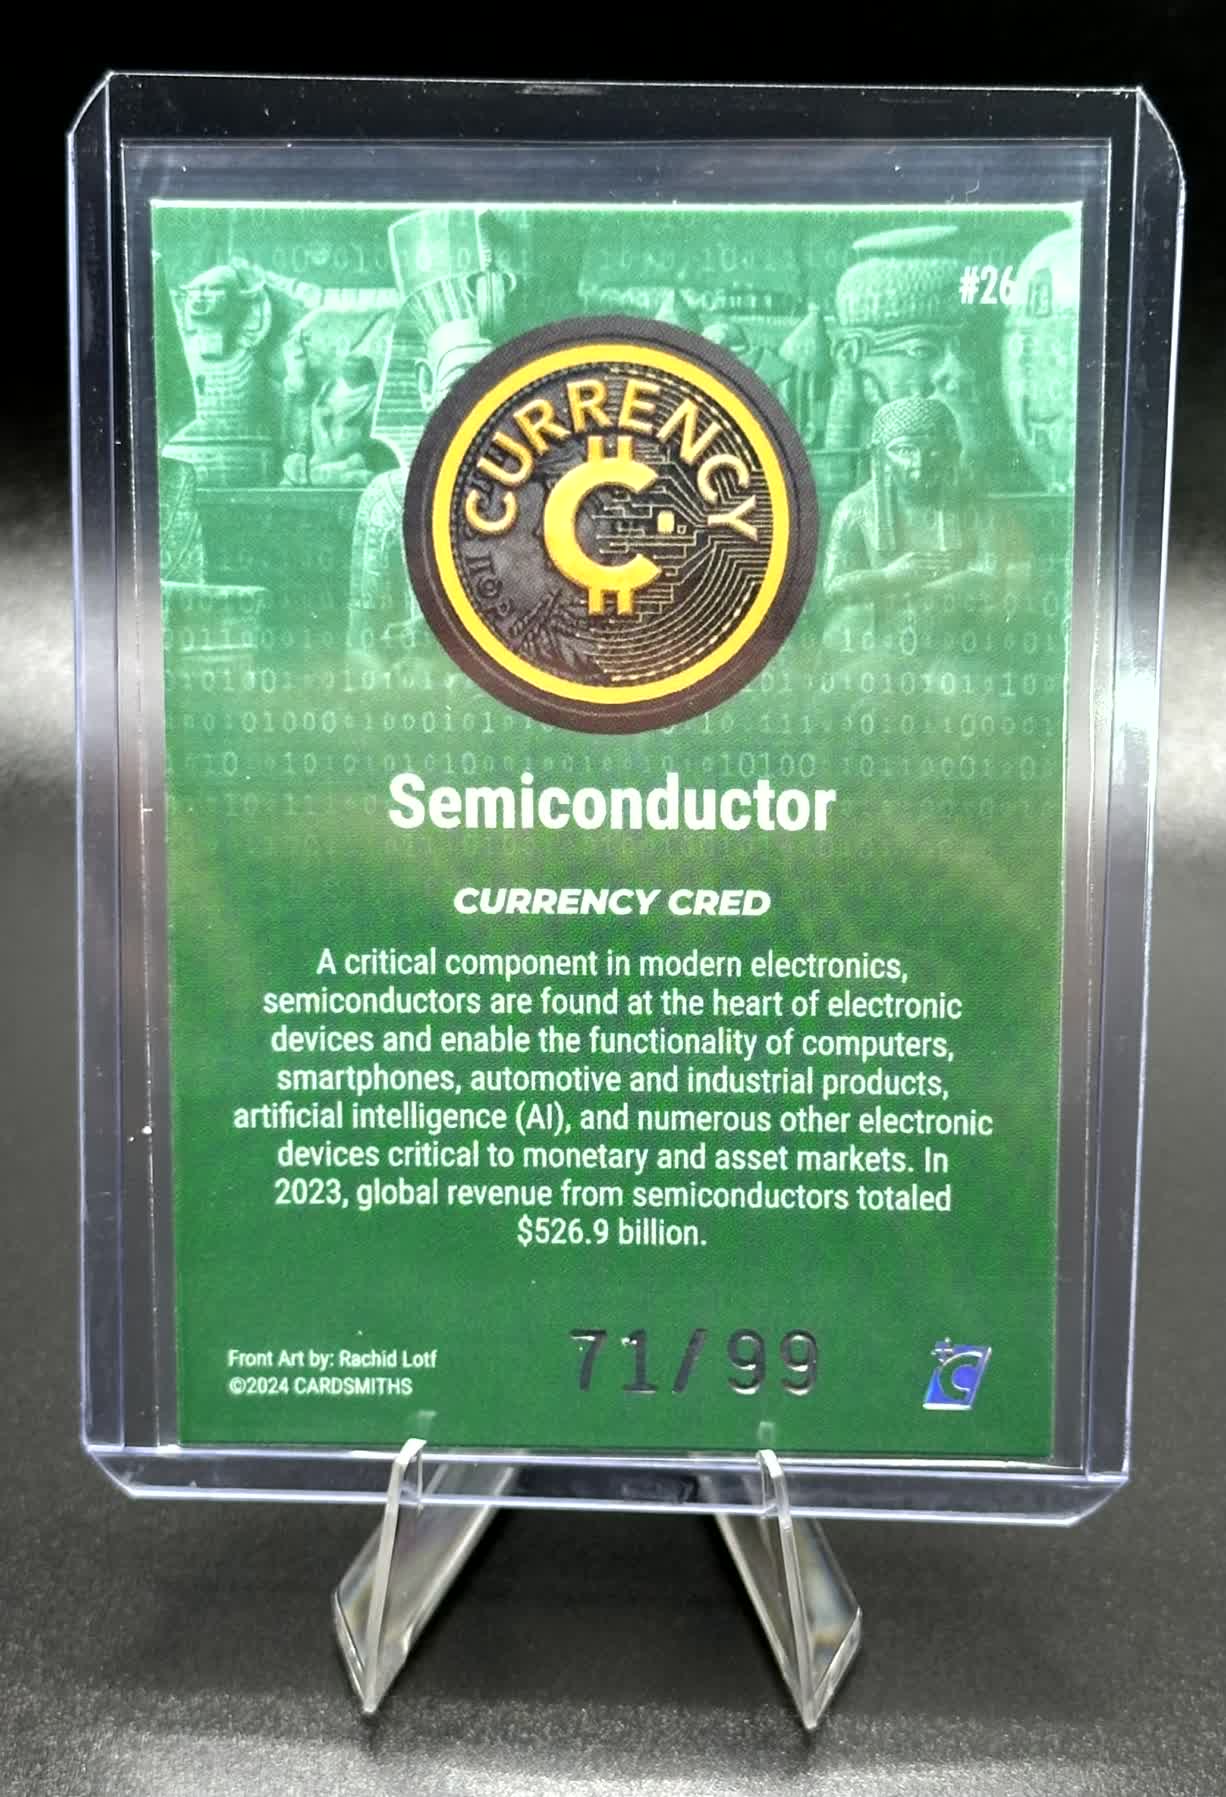 #26
CURRENCY
Semiconductor
CURRENCY CRED
A critical component in modern electronics,
semiconductors are found at the heart of electronic
devices and enable the functionality of computers,
smartphones, automotive and industrial products,
artificial intelligence (AI), and numerous other electronic
devices critical to monetary and asset markets. In
2023, global revenue from semiconductors totaled
$526.9 billion.
Front Art by: Rachid Lotf
©2024 CARDSMITHS
71/99